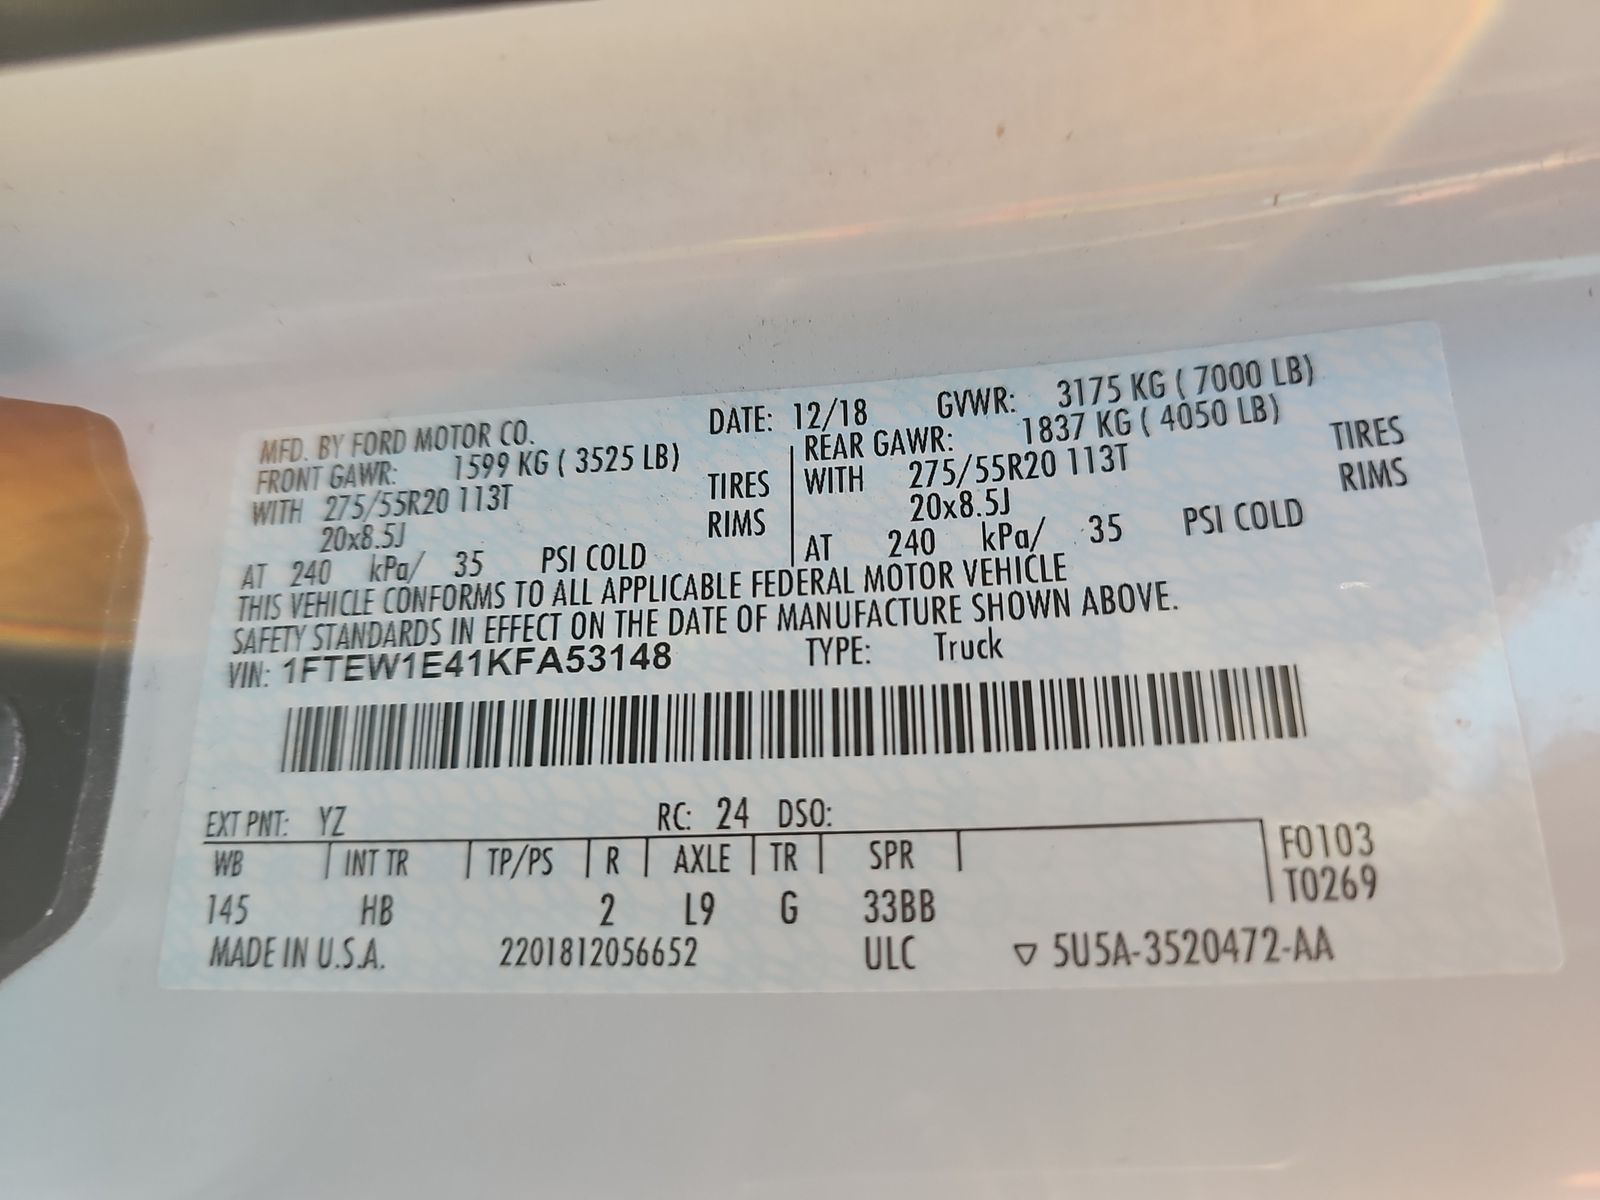 MFD. BY FORD MOTOR CO. DATE: 12/18 GVWR: 3175 KG ( 7000 LB)
FRONT GAWR: 1599 KG ( 3525 LB) REAR GAWR: 1837 KG ( 4050 LB)
WITH 275/55R20 113T TIRES WITH 275/55R20 113T TIRES
20x8.5J RIMS 20x8.5J RIMS
AT 240 kPa/ 35 PSI COLD AT 240 kPa/ 35 PSI COLD
THIS VEHICLE CONFORMS TO ALL APPLICABLE FEDERAL MOTOR VEHICLE
SAFETY STANDARDS IN EFFECT ON THE DATE OF MANUFACTURE SHOWN ABOVE.
VIN: 1FTEW1E41KFA53148 TYPE: Truck
EXT PNT: YZ RC: 24 DSO:
WB INT TR TP/PS R AXLE TR SPR F0103
T0269
145 HB 2 L9 G 33BB
MADE IN U.S.A. 2201812056652 ULC ▽ 5U5A-3520472-AA